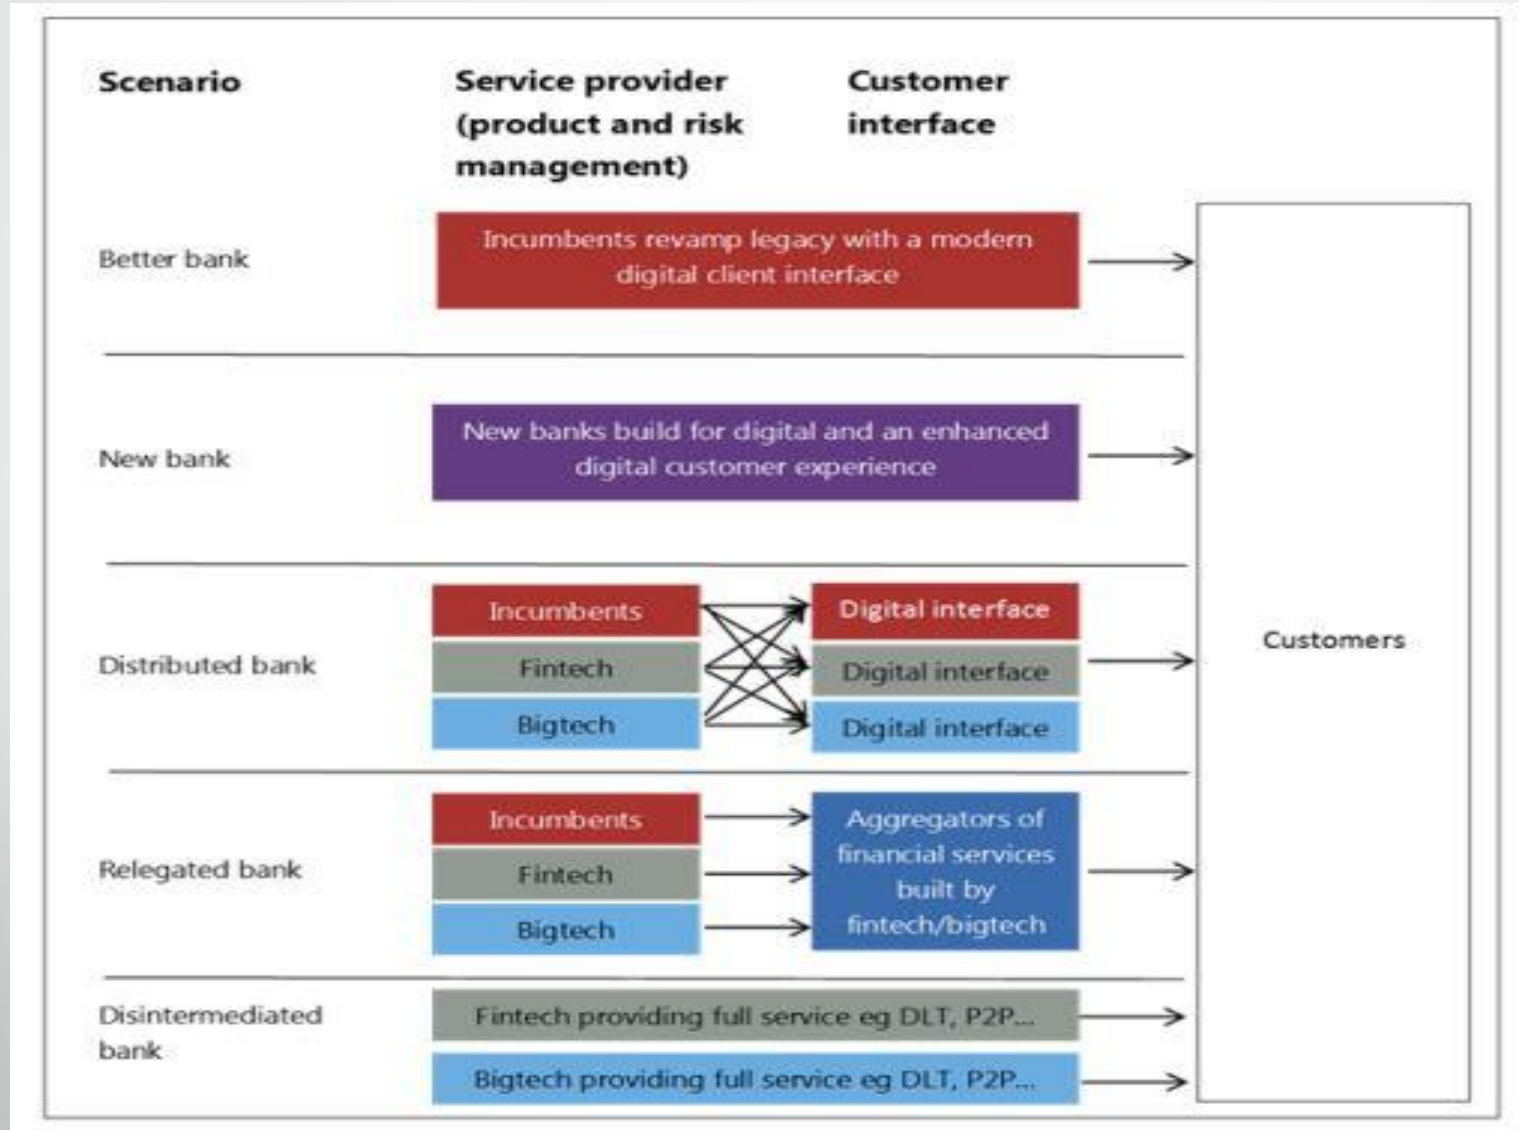 Scenario
Service provider
(product and risk
management)
Customer
interface
Better bank
Incumbents revamp legacy with a modern
digital client interface
New bank
New banks build for digital and an enhanced
digital customer experience
Distributed bank
Incumbents
Fintech
Bigtech
Digital interface
Digital interface
Digital interface
Relegated bank
Incumbents
Fintech
Bigtech
Aggregators of
financial services
built by
fintech/bigtech
Disintermediated
bank
Fintech providing full service eg DLT, P2P...
Bigtech providing full service eg DLT, P2P...
Customers